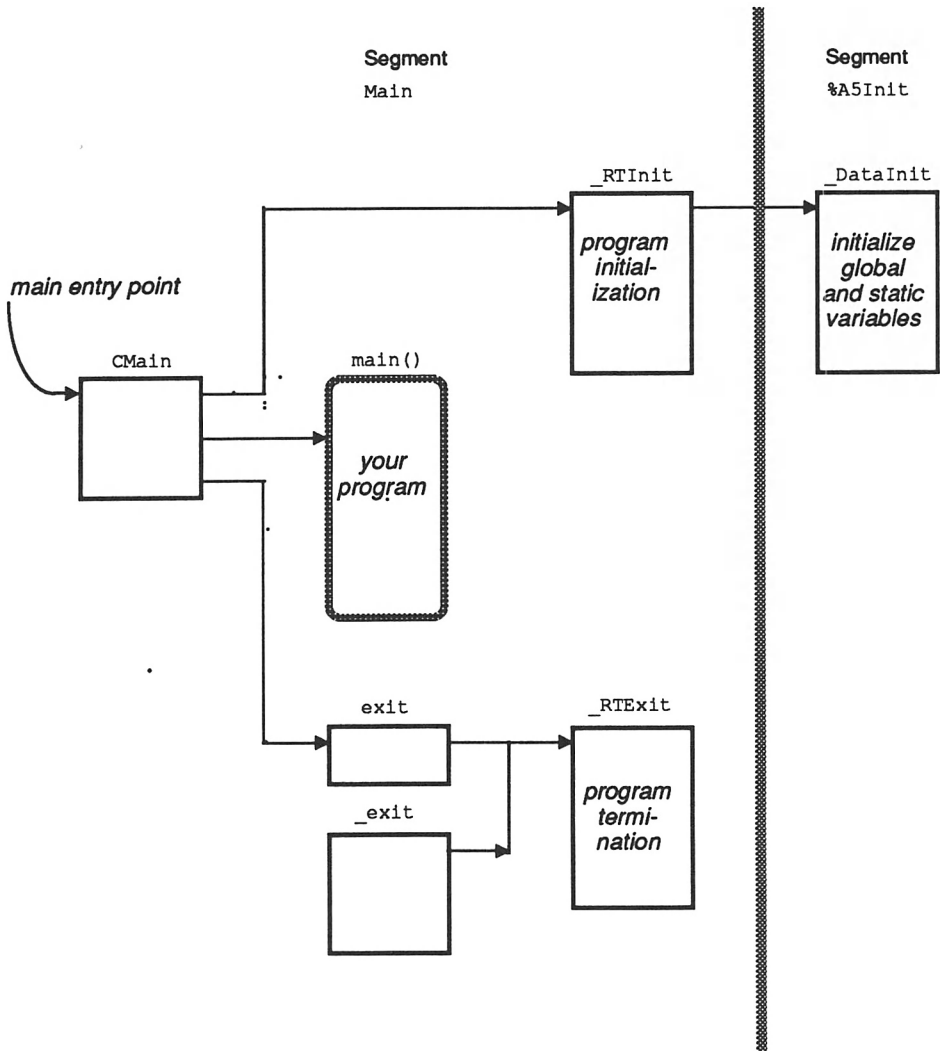 Segment
Main
Segment
%A5Init
_RTInit
_DataInit
program
initial-
ization
initialize
global
and static
variables
main entry point
CMain
main()
your
program
exit
_RTExit
_exit
program
termi-
nation